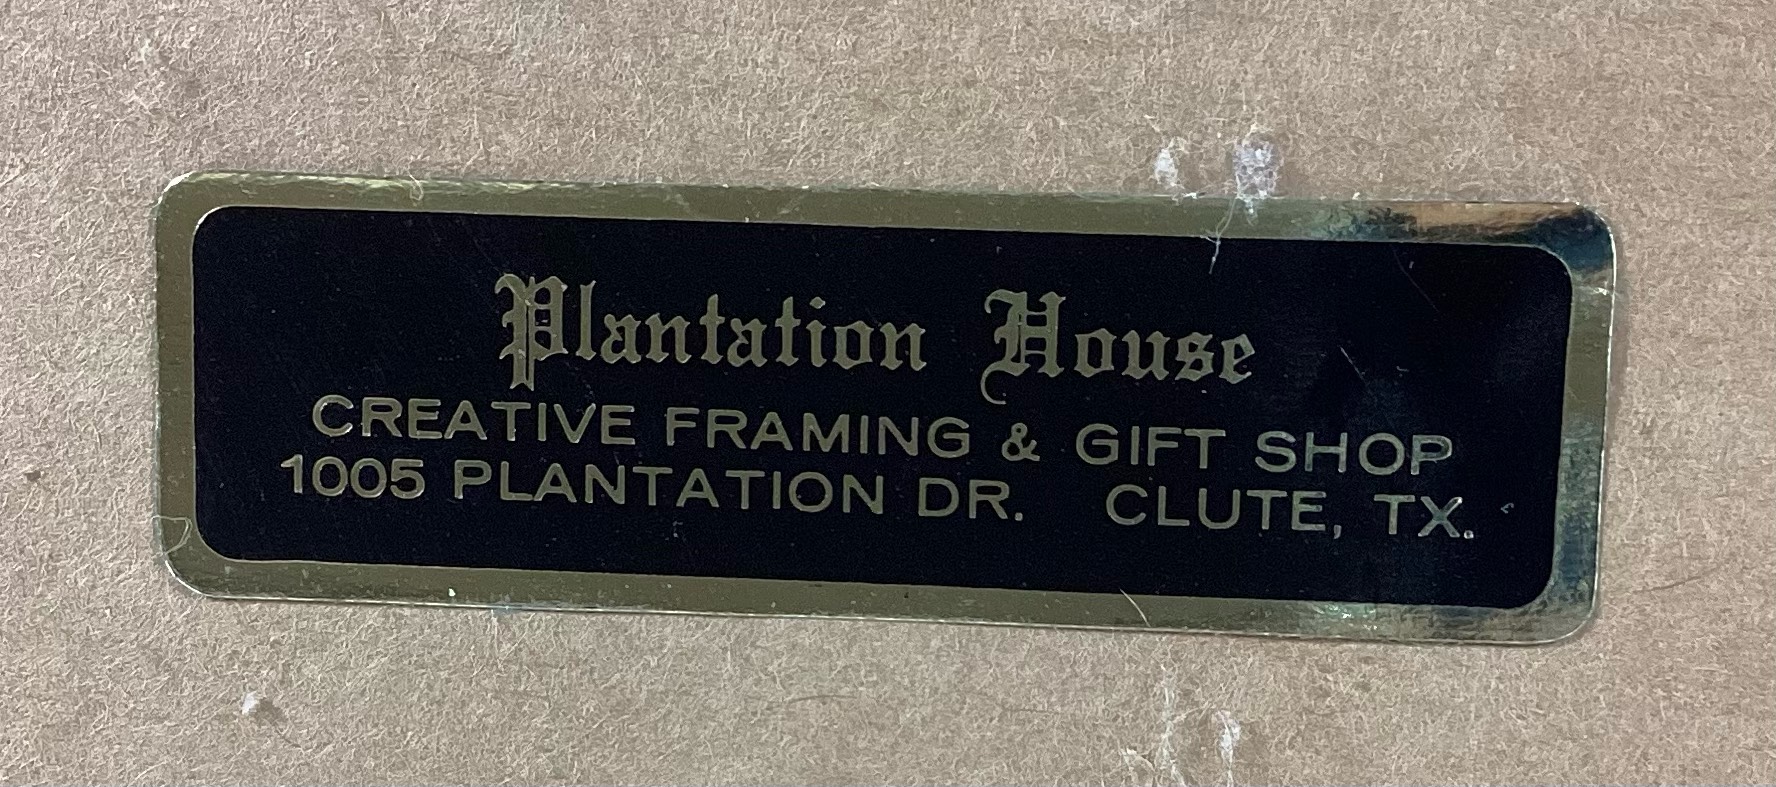 Plantation House
CREATIVE FRAMING & GIFT SHOP
1005 PLANTATION DR. CLUTE, TX.